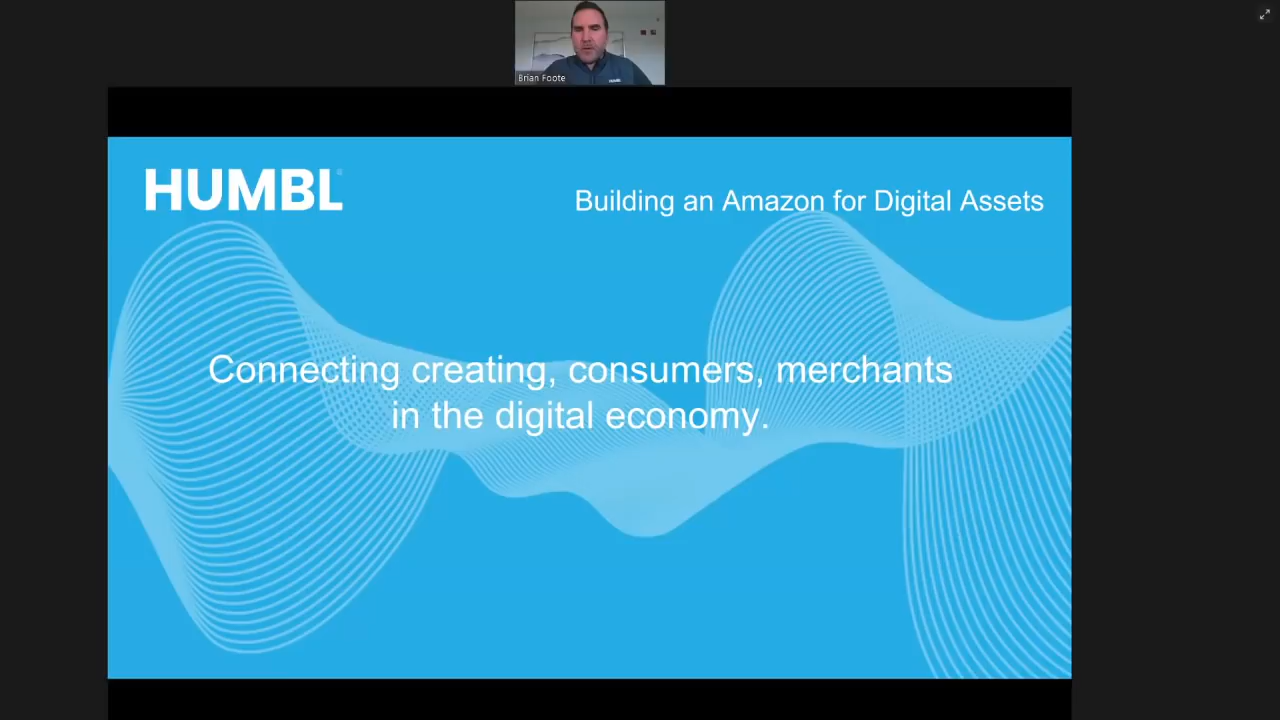 Brian Foote
HUMBL
Building an Amazon for Digital Assets
Connecting creating, consumers, merchants
in the digital economy.